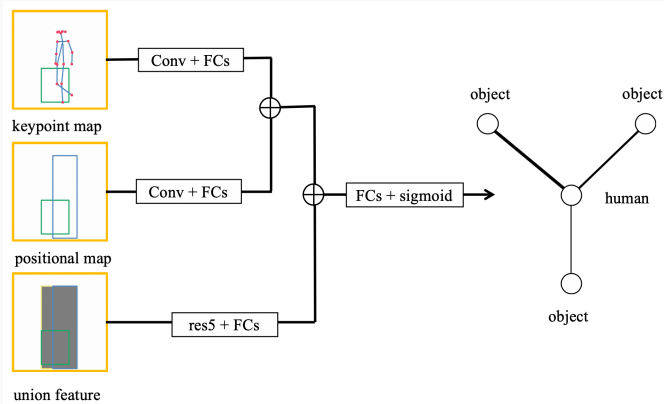 Conv + FCs
keypoint map
Conv + FCs
positional map
res5 + FCs
union feature
FCs + sigmoid
object
object
human
object